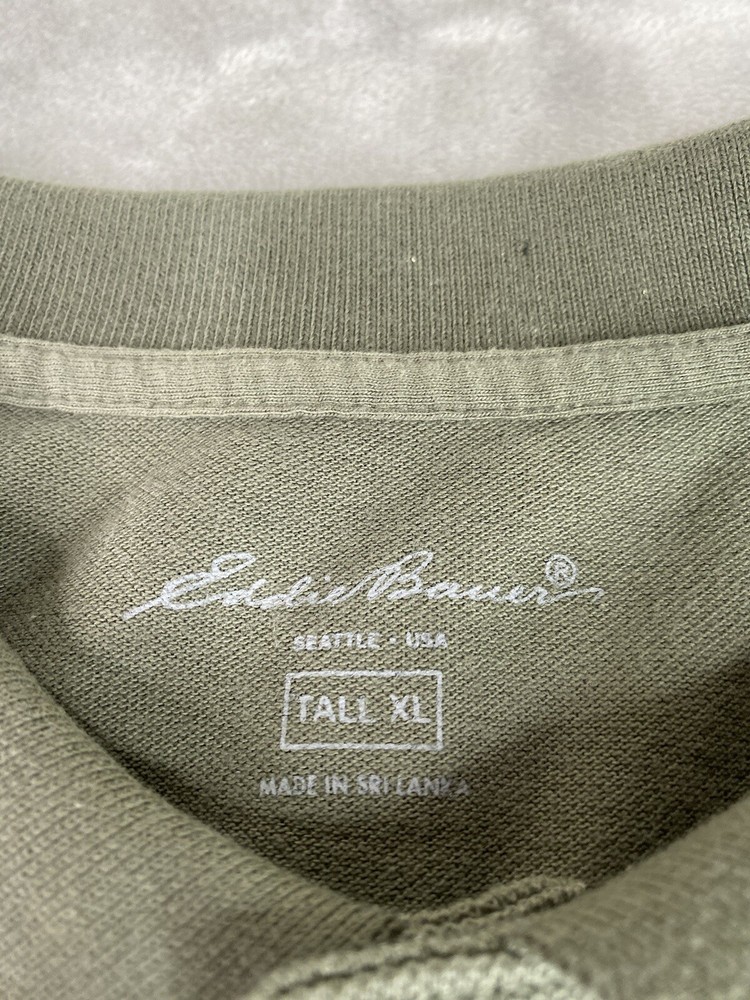 Eddie Bauer®
SEATTLE • USA
TALL XL
MADE IN SRI LANKA